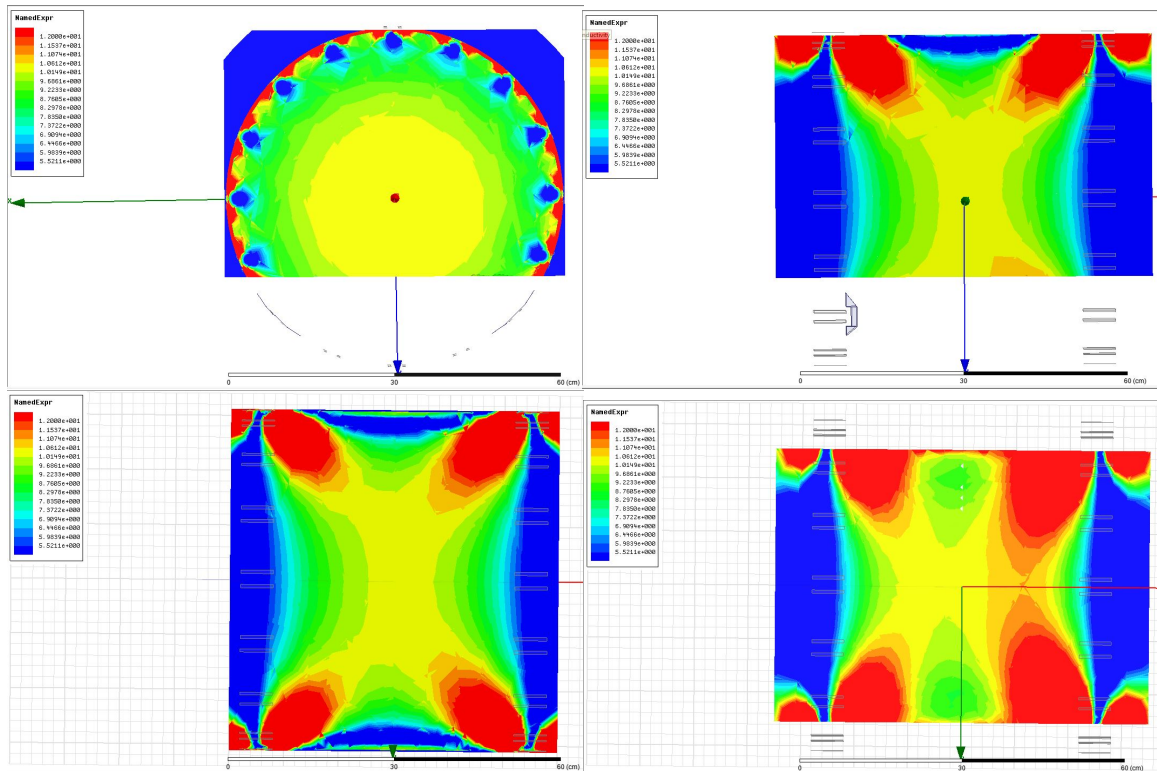 NamedExpr
1.2000e+001
1.1537e+001
1.1074e+001
1.0612e+001
1.0149e+001
9.6861e+000
9.2233e+000
8.7605e+000
8.2978e+000
7.8350e+000
7.3722e+000
6.9094e+000
6.4466e+000
5.9839e+000
5.5211e+000
X
0
30
60 (cm)
NamedExpr
nductivity
1.2000e+001
1.1537e+001
1.1074e+001
1.0612e+001
1.0149e+001
9.6861e+000
9.2233e+000
8.7605e+000
8.2978e+000
7.8350e+000
7.3722e+000
6.9094e+000
6.4466e+000
5.9839e+000
5.5211e+000
0
30
60 (cm)
NamedExpr
1.2000e+001
1.1537e+001
1.1074e+001
1.0612e+001
1.0149e+001
9.6861e+000
9.2233e+000
8.7605e+000
8.2978e+000
7.8350e+000
7.3722e+000
6.9094e+000
6.4466e+000
5.9839e+000
5.5211e+000
0
30
60 (cm)
NamedExpr
1.2000e+001
1.1537e+001
1.1074e+001
1.0612e+001
1.0149e+001
9.6861e+000
9.2233e+000
8.7605e+000
8.2978e+000
7.8350e+000
7.3722e+000
6.9094e+000
6.4466e+000
5.9839e+000
5.5211e+000
0
30
60 (cm)